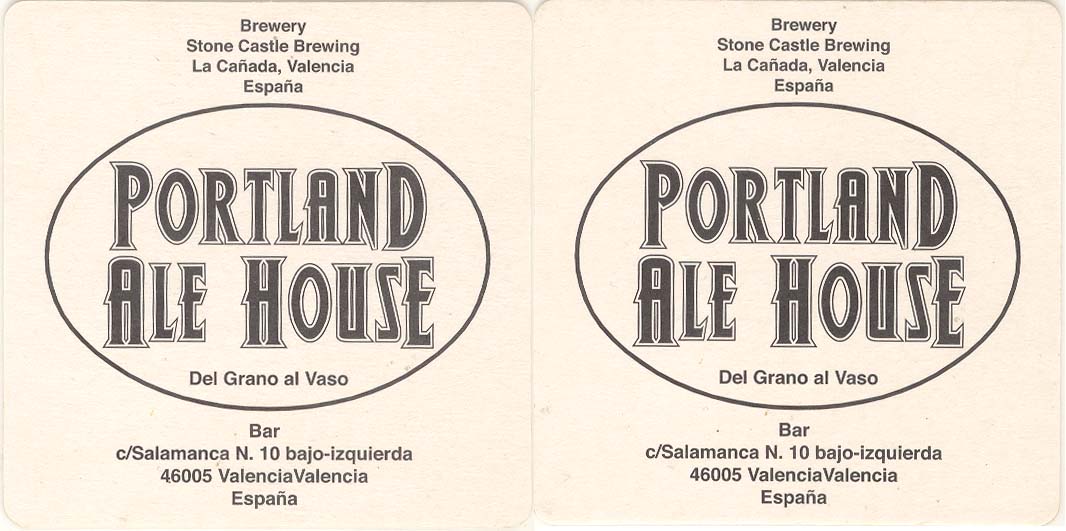 Brewery
Stone Castle Brewing
La Cañada, Valencia
España
PORTLAND
ALE HOUSE
Del Grano al Vaso
Bar
c/Salamanca N. 10 bajo-izquierda
46005 ValenciaValencia
España
Brewery
Stone Castle Brewing
La Cañada, Valencia
España
PORTLAND
ALE HOUSE
Del Grano al Vaso
Bar
c/Salamanca N. 10 bajo-izquierda
46005 ValenciaValencia
España